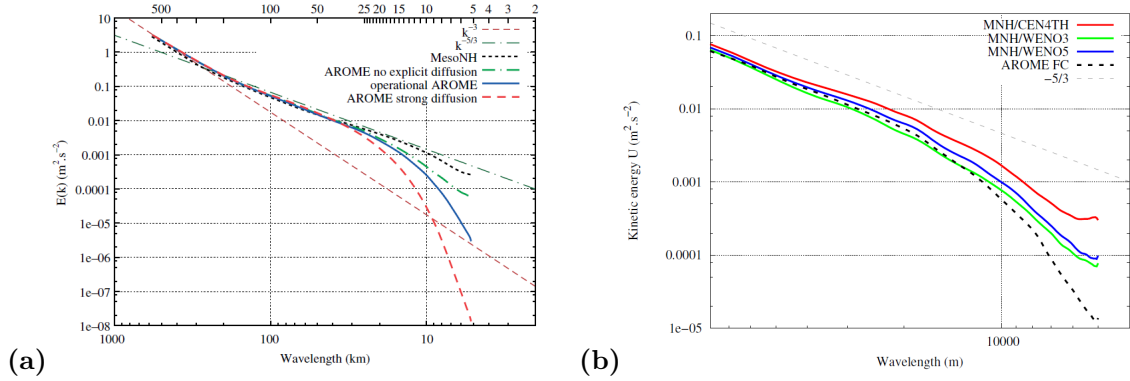 500 250 100 50 25 20 15 10 5 4 3 2
10
1
0.1
0.01
0.001
0.0001
1e−05
1e−06
1e−07
1e−08
E(k) (m².s⁻²)
k⁻³
k⁻⁵/³
MesoNH
AROME no explicit diffusion
operational AROME
AROME strong diffusion
1000 100 10
Wavelength (km)
(a)
0.1
0.01
0.001
0.0001
1e−05
Kinetic energy U (m².s⁻²)
MNH/CEN4TH
MNH/WENO3
MNH/WENO5
AROME FC
−5/3
10000
Wavelength (m)
(b)